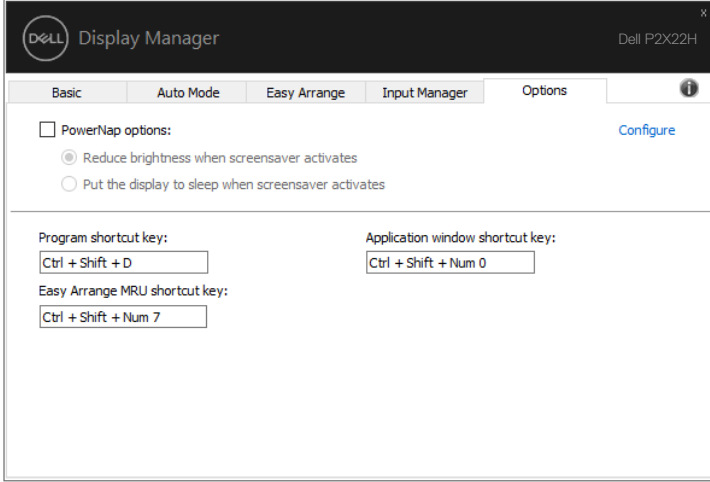 x
DELL Display Manager Dell P2X22H
Basic Auto Mode Easy Arrange Input Manager Options i
PowerNap options: Configure
Reduce brightness when screensaver activates
Put the display to sleep when screensaver activates
Program shortcut key: Application window shortcut key:
Ctrl + Shift + D Ctrl + Shift + Num 0
Easy Arrange MRU shortcut key:
Ctrl + Shift + Num 7